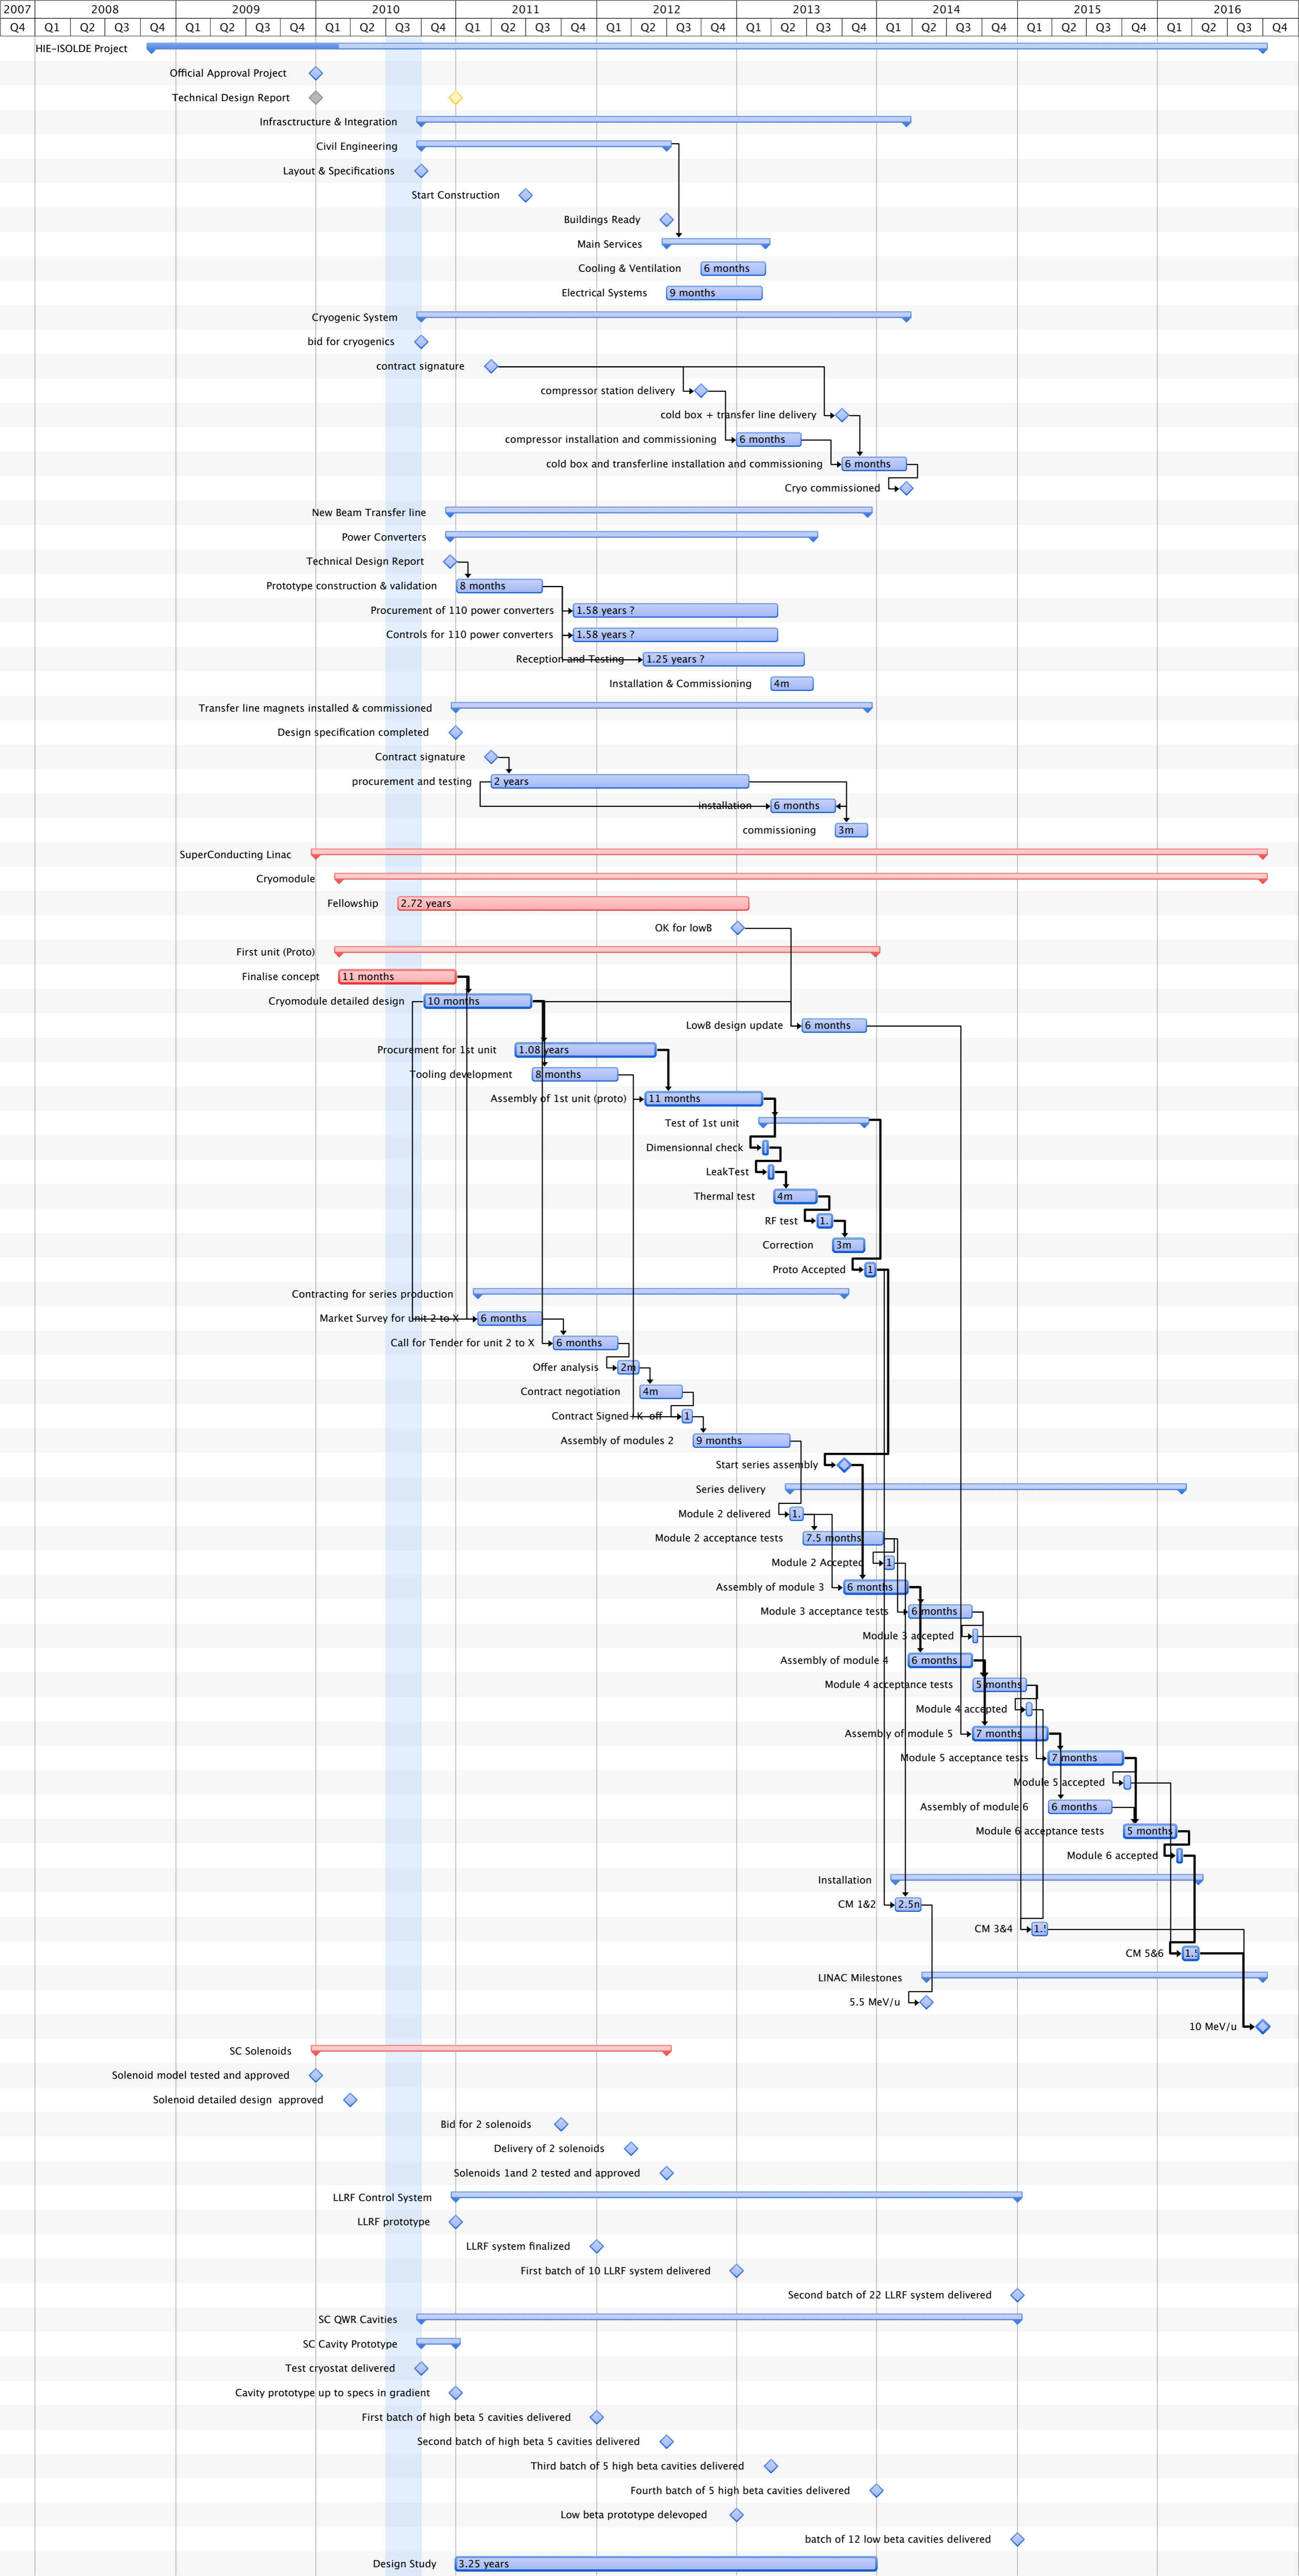 2007 2008 2009 2010 2011 2012 2013 2014 2015 2016
Q4 Q1 Q2 Q3 Q4 Q1 Q2 Q3 Q4 Q1 Q2 Q3 Q4 Q1 Q2 Q3 Q4 Q1 Q2 Q3 Q4 Q1 Q2 Q3 Q4 Q1 Q2 Q3 Q4 Q1 Q2 Q3 Q4 Q1 Q2 Q3 Q4
HIE-ISOLDE Project
Official Approval Project
Technical Design Report
Infrasctructure & Integration
Civil Engineering
Layout & Specifications
Start Construction
Buildings Ready
Main Services
Cooling & Ventilation 6 months
Electrical Systems 9 months
Cryogenic System
bid for cryogenics
contract signature
compressor station delivery
cold box + transfer line delivery
compressor installation and commissioning 6 months
cold box and transferline installation and commissioning 6 months
Cryo commissioned
New Beam Transfer line
Power Converters
Technical Design Report
Prototype construction & validation 8 months
Procurement of 110 power converters 1.58 years ?
Controls for 110 power converters 1.58 years ?
Reception and Testing 1.25 years ?
Installation & Commissioning 4m
Transfer line magnets installed & commissioned
Design specification completed
Contract signature
procurement and testing 2 years
installation 6 months
commissioning 3m
SuperConducting Linac
Cryomodule
Fellowship 2.72 years
OK for lowB
First unit (Proto)
Finalise concept 11 months
Cryomodule detailed design 10 months
LowB design update 6 months
Procurement for 1st unit 1.08 years
Tooling development 8 months
Assembly of 1st unit (proto) 11 months
Test of 1st unit
Dimensionnal check
LeakTest
Thermal test 4m
RF test 1.
Correction 3m
Proto Accepted 1
Contracting for series production
Market Survey for unit 2 to X 6 months
Call for Tender for unit 2 to X 6 months
Offer analysis 2m
Contract negotiation 4m
Contract Signed +K-off 1
Assembly of modules 2 9 months
Start series assembly
Series delivery
Module 2 delivered 1.
Module 2 acceptance tests 7.5 months
Module 2 Accepted 1
Assembly of module 3 6 months
Module 3 acceptance tests 6 months
Module 3 accepted
Assembly of module 4 6 months
Module 4 acceptance tests 5 months
Module 4 accepted
Assembly of module 5 7 months
Module 5 acceptance tests 7 months
Module 5 accepted
Assembly of module 6 6 months
Module 6 acceptance tests 5 months
Module 6 accepted
Installation
CM 1&2 2.5
CM 3&4 1.
CM 5&6 1.
LINAC Milestones
5.5 MeV/u
10 MeV/u
SC Solenoids
Solenoid model tested and approved
Solenoid detailed design approved
Bid for 2 solenoids
Delivery of 2 solenoids
Solenoids 1and 2 tested and approved
LLRF Control System
LLRF prototype
LLRF system finalized
First batch of 10 LLRF system delivered
Second batch of 22 LLRF system delivered
SC QWR Cavities
SC Cavity Prototype
Test cryostat delivered
Cavity prototype up to specs in gradient
First batch of high beta 5 cavities delivered
Second batch of high beta 5 cavities delivered
Third batch of 5 high beta cavities delivered
Fourth batch of 5 high beta cavities delivered
Low beta prototype delevoped
batch of 12 low beta cavities delivered
Design Study 3.25 years